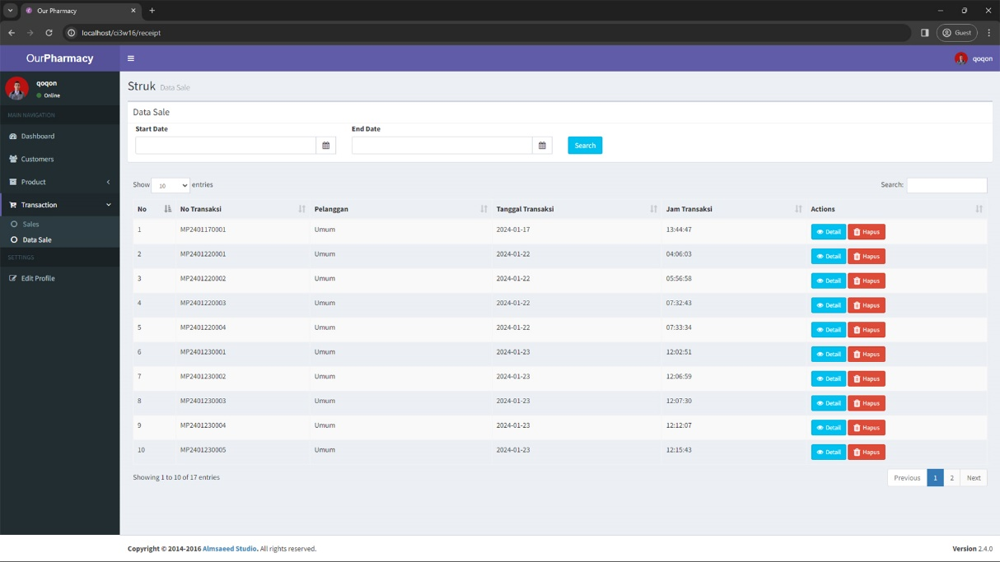 Our Pharmacy
localhost/ci3w16/receipt
Guest
OurPharmacy
qoqon
qoqon
Online
MAIN NAVIGATION
Dashboard
Customers
Product
Transaction
Sales
Data Sale
SETTINGS
Edit Profile
Struk Data Sale
Data Sale
Start Date End Date
Search
Show 10 entries Search:
No No Transaksi Pelanggan Tanggal Transaksi Jam Transaksi Actions
1 MP2401170001 Umum 2024-01-17 13:44:47 Detail Hapus
2 MP2401220001 Umum 2024-01-22 04:06:03 Detail Hapus
3 MP2401220002 Umum 2024-01-22 05:56:58 Detail Hapus
4 MP2401220003 Umum 2024-01-22 07:32:43 Detail Hapus
5 MP2401220004 Umum 2024-01-22 07:33:34 Detail Hapus
6 MP2401230001 Umum 2024-01-23 12:02:51 Detail Hapus
7 MP2401230002 Umum 2024-01-23 12:06:59 Detail Hapus
8 MP2401230003 Umum 2024-01-23 12:07:30 Detail Hapus
9 MP2401230004 Umum 2024-01-23 12:12:07 Detail Hapus
10 MP2401230005 Umum 2024-01-23 12:15:43 Detail Hapus
Showing 1 to 10 of 17 entries Previous 1 2 Next
Copyright © 2014-2016 Almsaeed Studio. All rights reserved. Version 2.4.0